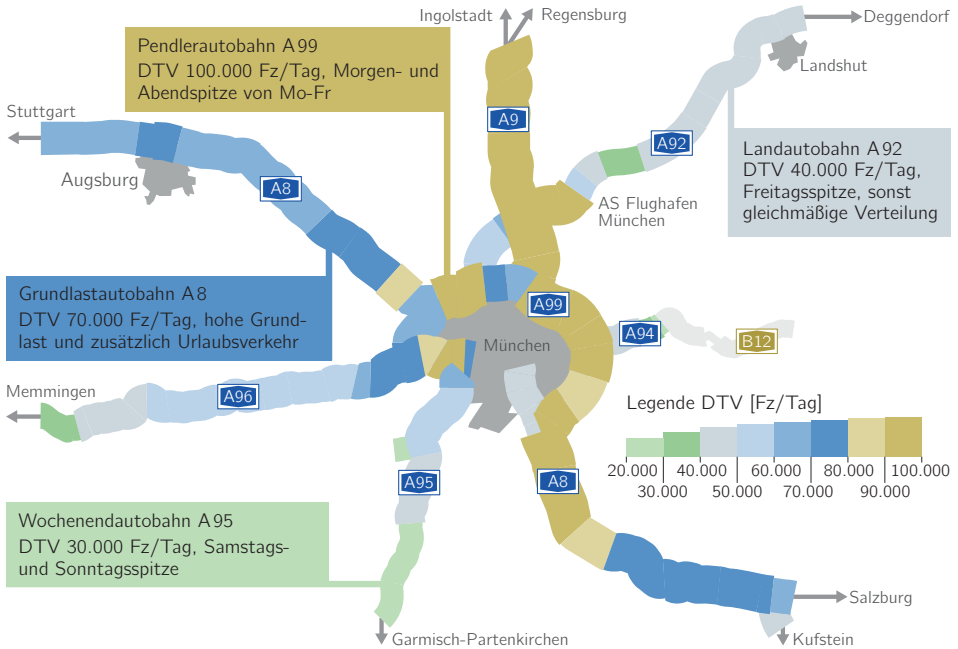 Ingolstadt
Regensburg
Deggendorf
Landshut
Pendlerautobahn A 99
DTV 100.000 Fz/Tag, Morgen- und
Abendspitze von Mo-Fr
Stuttgart
Augsburg
A9
A92
A8
Landautobahn A 92
DTV 40.000 Fz/Tag,
Freitagsspitze, sonst
gleichmäßige Verteilung
AS Flughafen
München
Grundlastautobahn A 8
DTV 70.000 Fz/Tag, hohe Grund-
last und zusätzlich Urlaubsverkehr
A99
A94
B12
München
Memmingen
A96
Legende DTV [Fz/Tag]
20.000 40.000 60.000 80.000 100.000
30.000 50.000 70.000 90.000
A95
A8
Wochenendautobahn A 95
DTV 30.000 Fz/Tag, Samstags-
und Sonntagsspitze
Salzburg
Kufstein
Garmisch-Partenkirchen